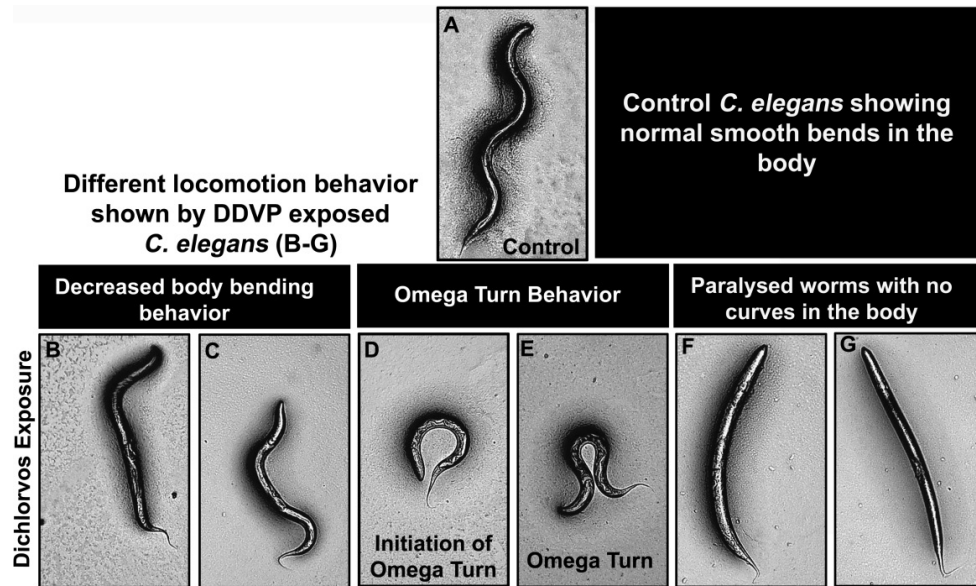 A
Control
Control C. elegans showing
normal smooth bends in the
body
Different locomotion behavior
shown by DDVP exposed
C. elegans (B-G)
Decreased body bending
behavior
Omega Turn Behavior
Paralysed worms with no
curves in the body
Dichlorvos Exposure
B
C
D
Initiation of
Omega Turn
E
Omega Turn
F
G